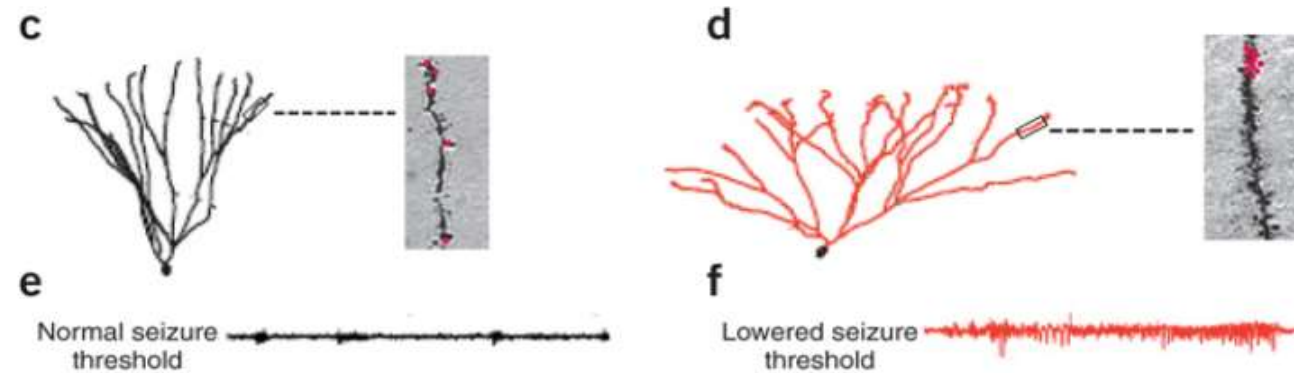 c
d
e
Normal seizure
threshold
f
Lowered seizure
threshold